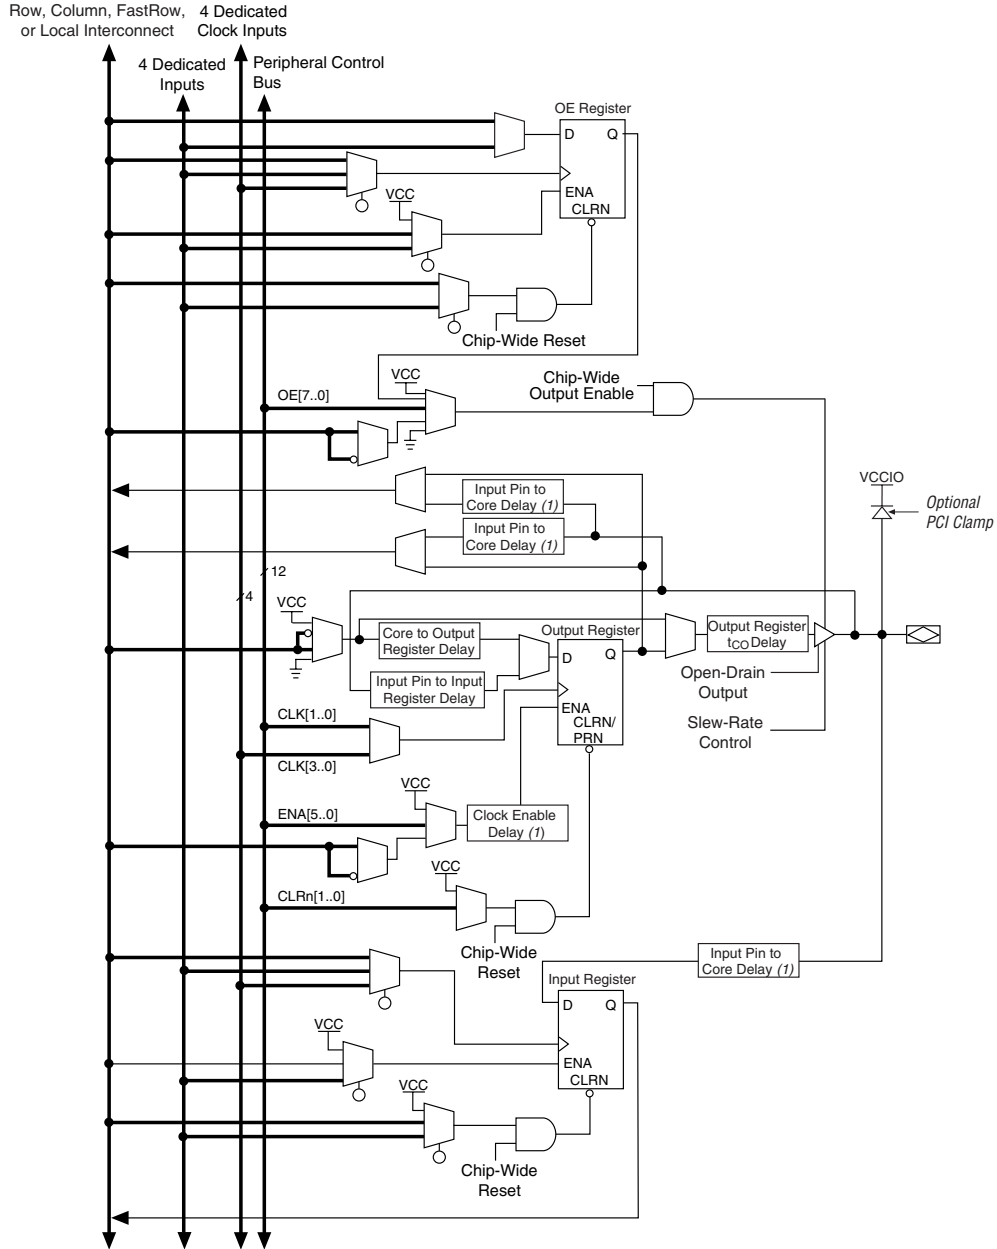 Row, Column, FastRow,
or Local Interconnect
4 Dedicated
Clock Inputs
4 Dedicated
Inputs
Peripheral Control
Bus
OE Register
D
Q
ENA
CLRN
VCC
Chip-Wide Reset
VCC
OE[7..0]
Chip-Wide
Output Enable
VCCIO
Optional
PCI Clamp
Input Pin to
Core Delay (1)
Input Pin to
Core Delay (1)
12
4
VCC
Core to Output
Register Delay
Input Pin to Input
Register Delay
Output Register
D
Q
ENA
CLRN/
PRN
Output Register
tCO Delay
Open-Drain
Output
Slew-Rate
Control
CLK[1..0]
CLK[3..0]
VCC
ENA[5..0]
Clock Enable
Delay (1)
VCC
CLRn[1..0]
Chip-Wide
Reset
Input Pin to
Core Delay (1)
Input Register
D
Q
ENA
CLRN
VCC
VCC
Chip-Wide
Reset